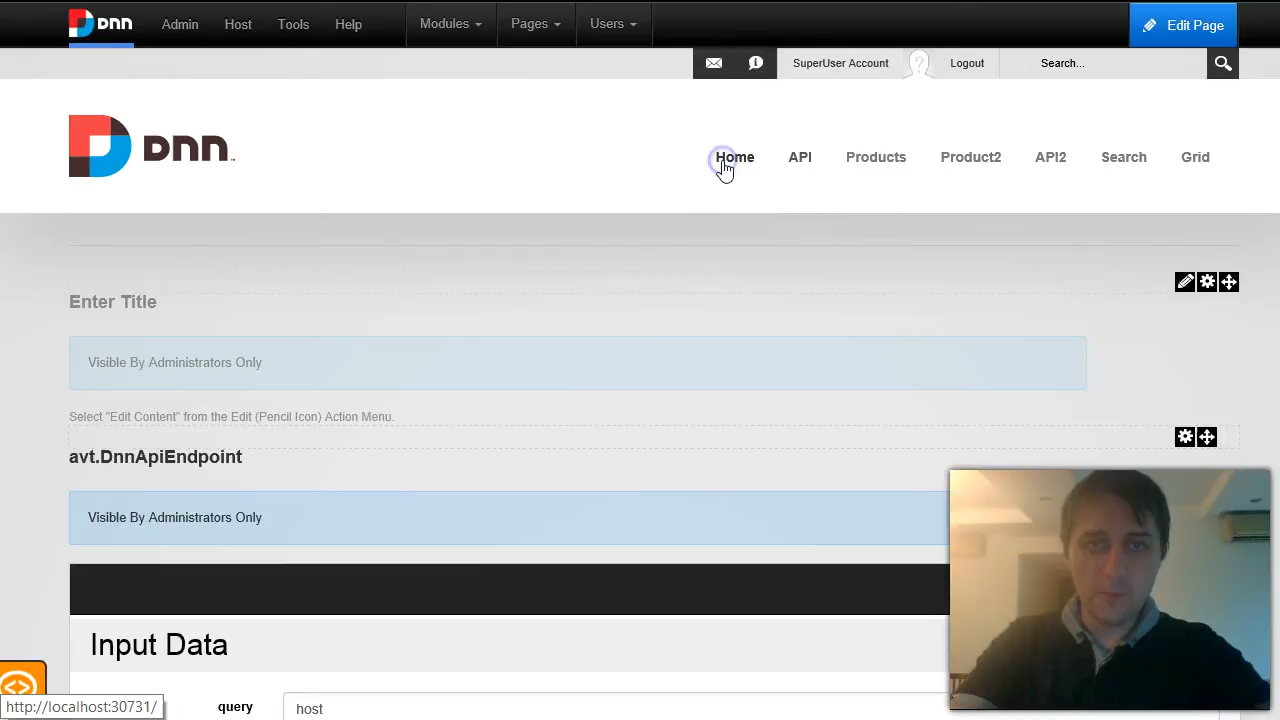 DNN Admin Host Tools Help Modules Pages Users Edit Page
SuperUser Account Logout Search...
DNN Home API Products Product2 API2 Search Grid
Enter Title
Visible By Administrators Only
Select "Edit Content" from the Edit (Pencil Icon) Action Menu.
avt.DnnApiEndpoint
Visible By Administrators Only
Input Data
query host
http://localhost:30731/